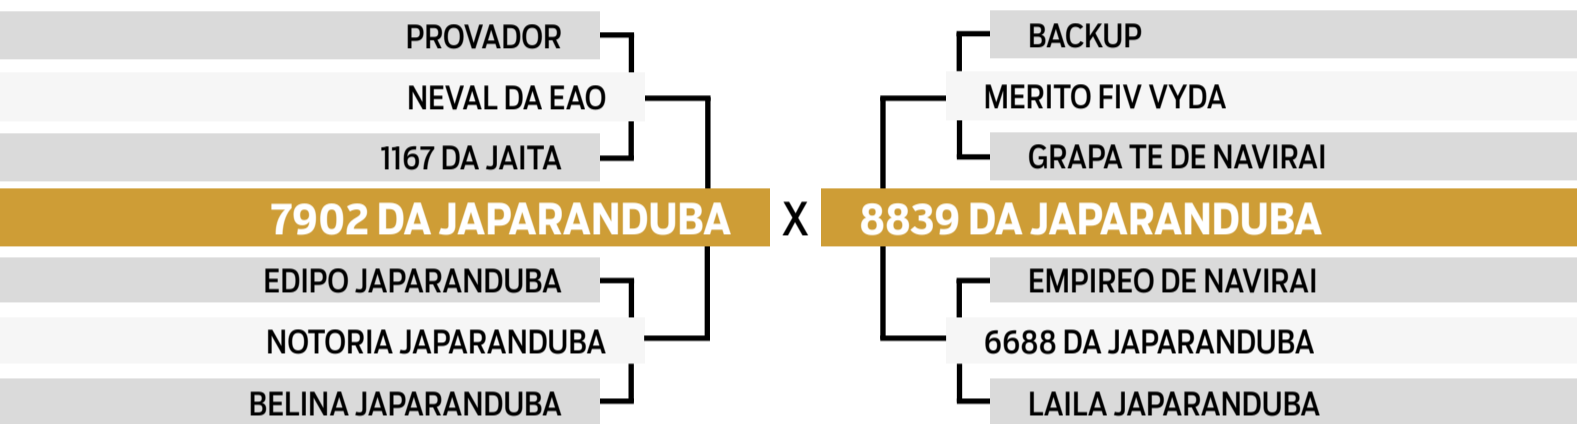 PROVADOR
NEVAL DA EAO
1167 DA JAITA
7902 DA JAPARANDUBA
EDIPO JAPARANDUBA
NOTORIA JAPARANDUBA
BELINA JAPARANDUBA
X
BACKUP
MERITO FIV VYDA
GRAPA TE DE NAVIRAI
8839 DA JAPARANDUBA
EMPIREO DE NAVIRAI
6688 DA JAPARANDUBA
LAILA JAPARANDUBA